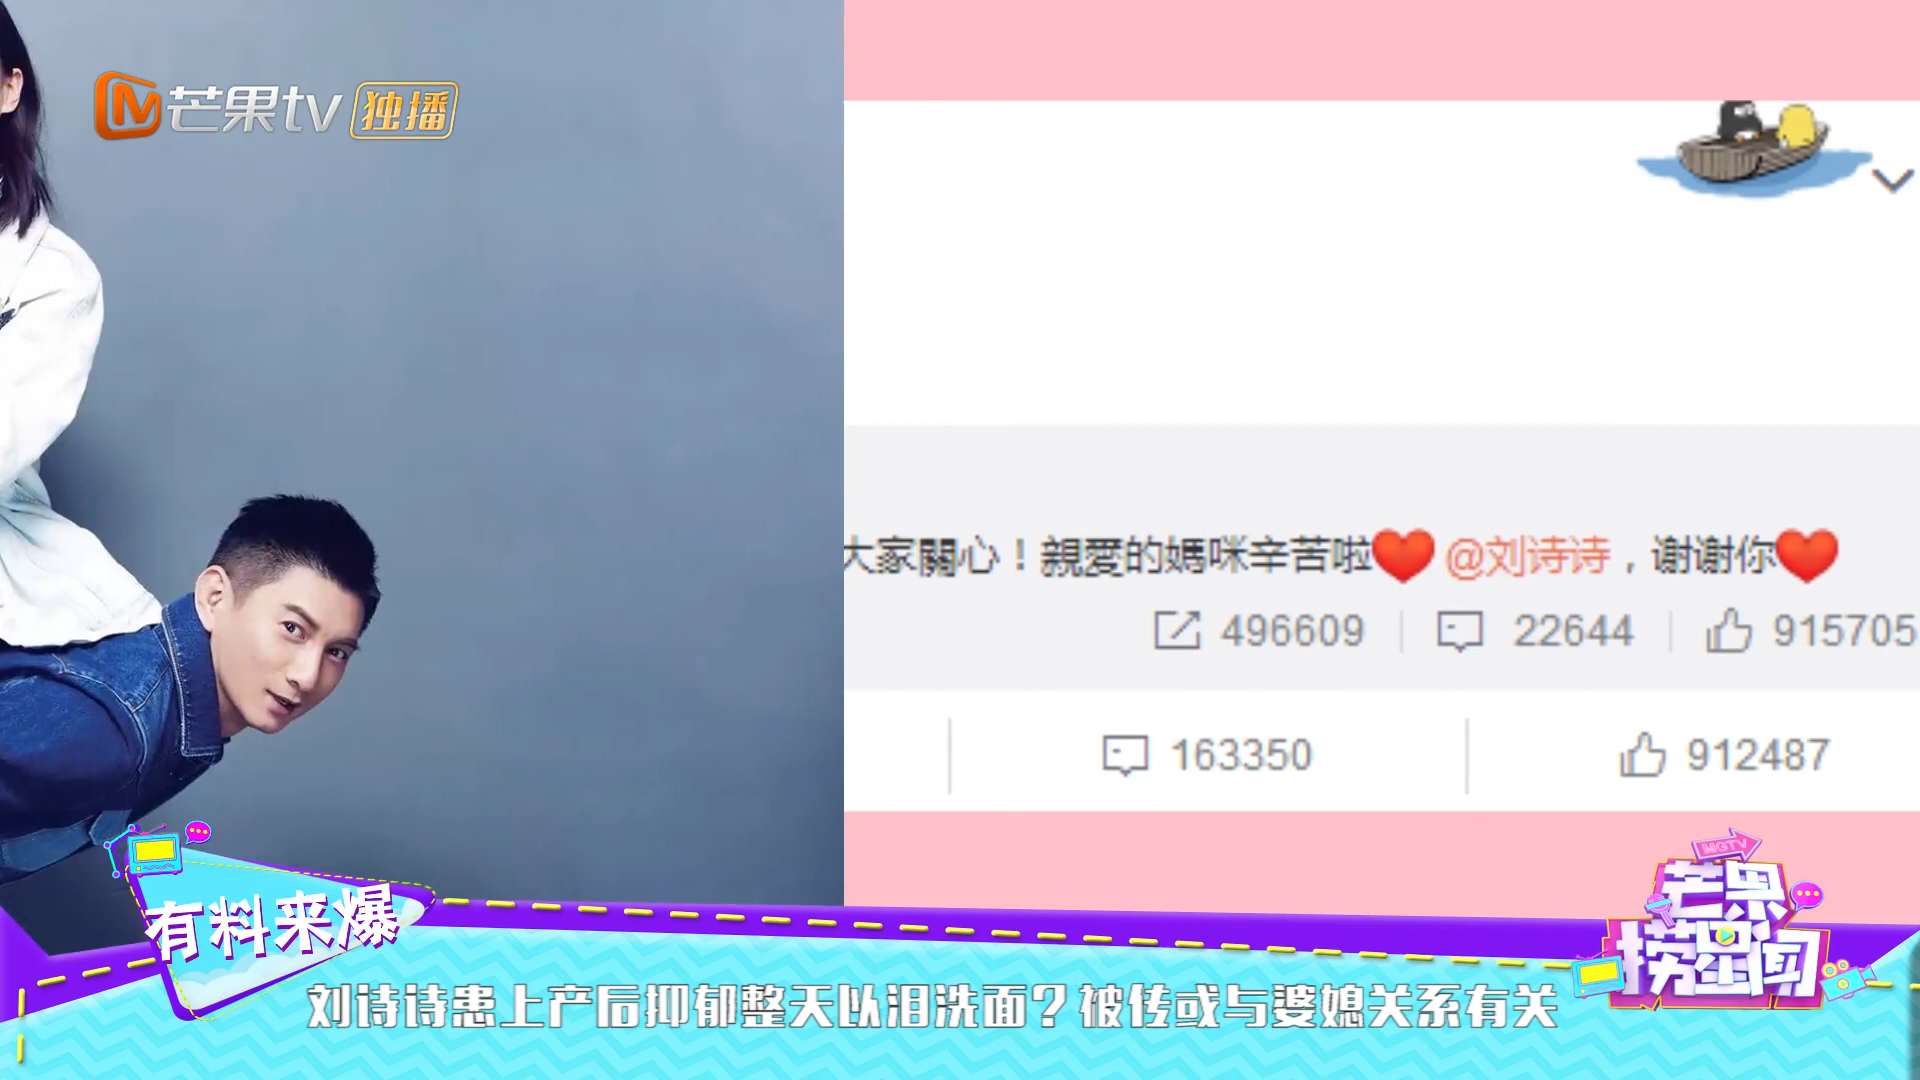 芒果tv 独播
大家關心！親愛的媽咪辛苦啦❤️ @刘诗诗，谢谢你❤️
496609 22644 915705
163350 912487
MGTV
有料来爆
芒果捞星闻
刘诗诗患上产后抑郁整天以泪洗面？被传或与婆媳关系有关